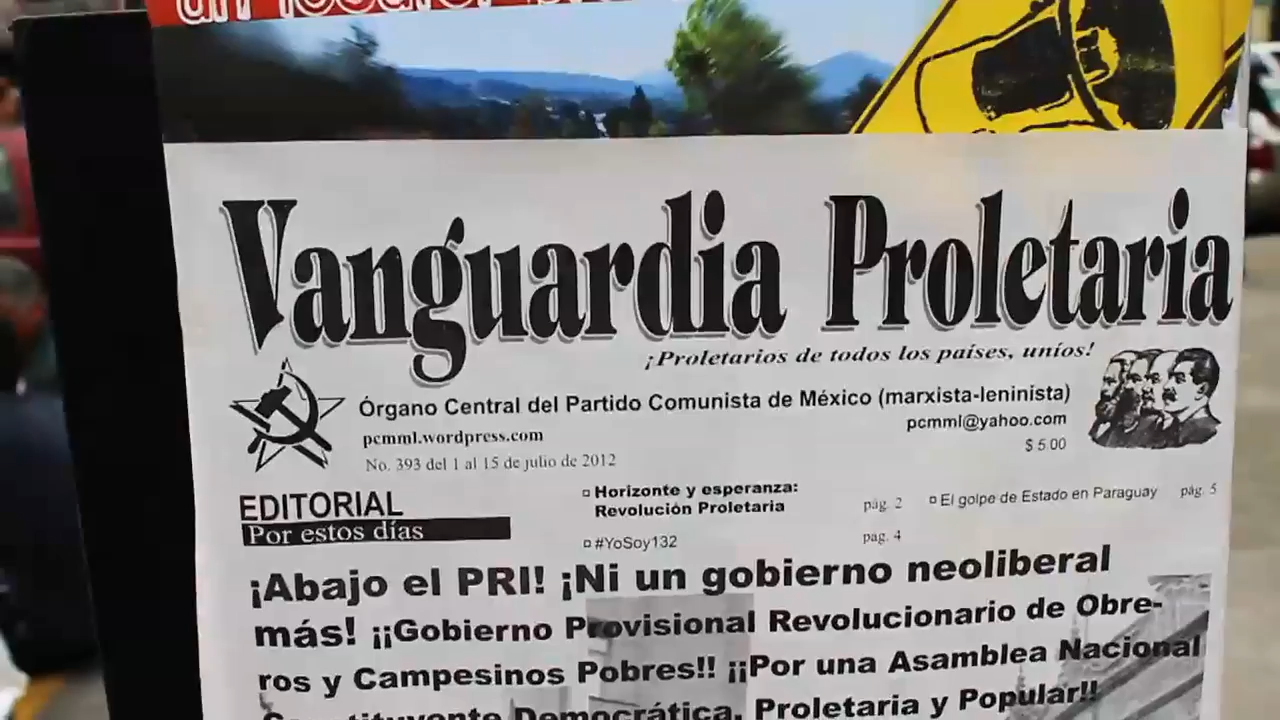 Vanguardia Proletaria
¡Proletarios de todos los países, uníos!
Órgano Central del Partido Comunista de México (marxista-leninista)
pcmml.wordpress.com
pcmml@yahoo.com
$ 5.00
No. 393 del 1 al 15 de julio de 2012
EDITORIAL
Por estos días
Horizonte y esperanza: pág. 2
Revolución Proletaria
El golpe de Estado en Paraguay pág. 5
#YoSoy132 pag. 4
¡Abajo el PRI! ¡Ni un gobierno neoliberal
más! ¡¡Gobierno Provisional Revolucionario de Obre-
ros y Campesinos Pobres!! ¡¡Por una Asamblea Nacional
Constituyente Democrática, Proletaria y Popular!!